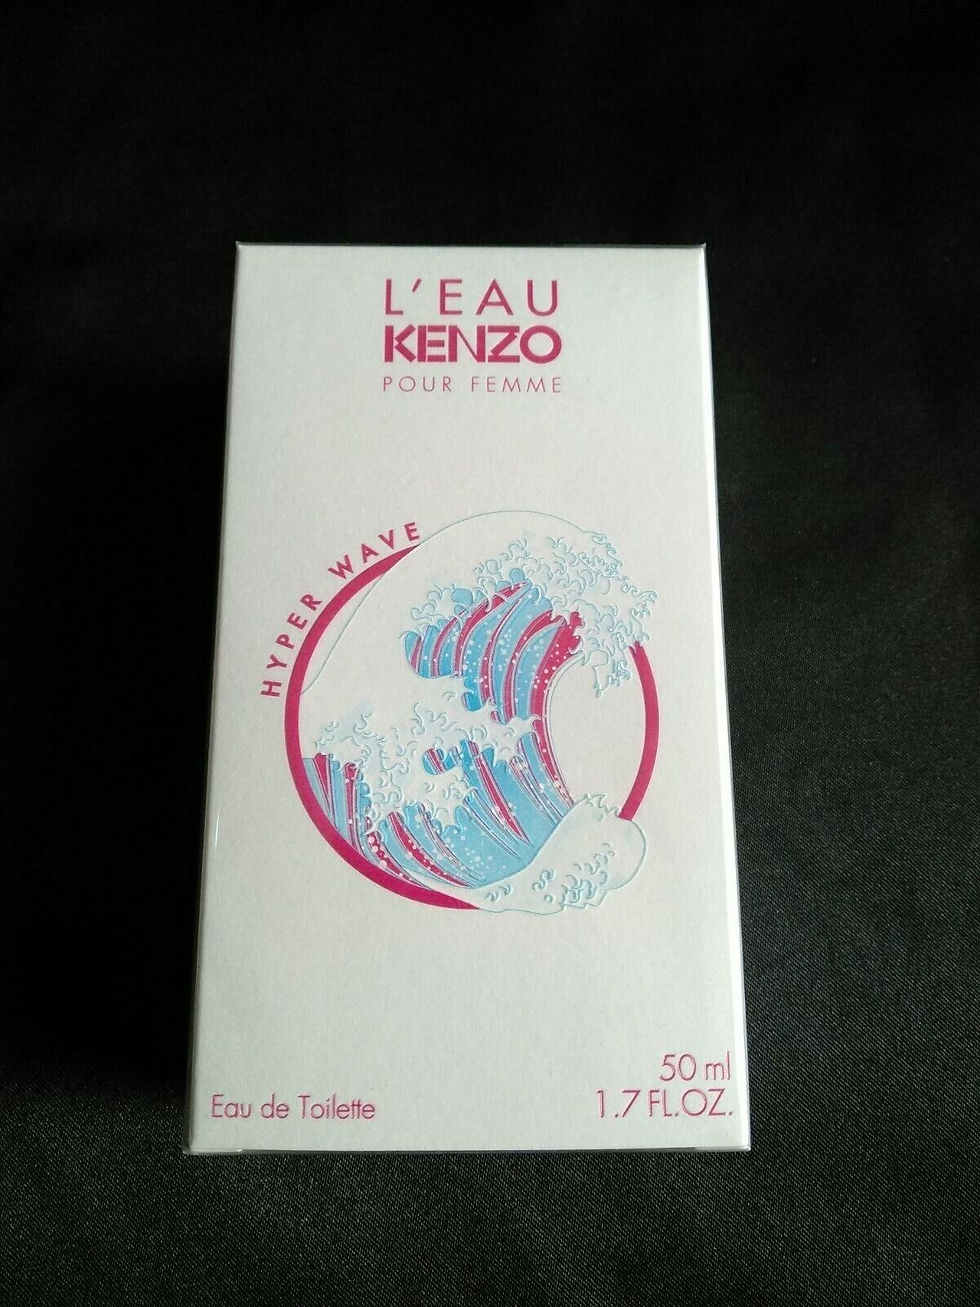 L'EAU
KENZO
POUR FEMME
HYPER WAVE
Eau de Toilette
50 ml
1.7 FL.OZ.